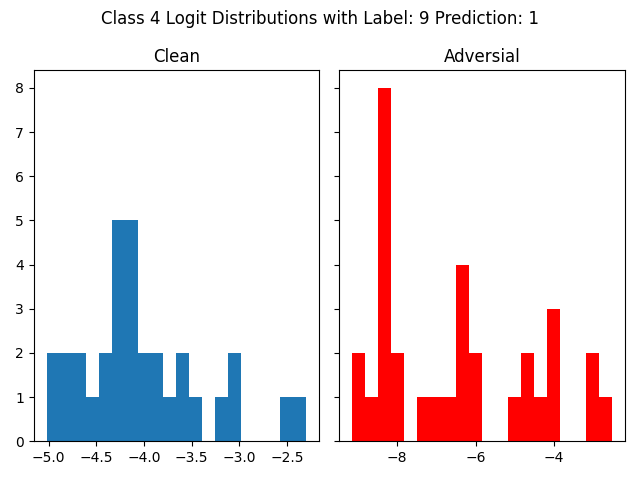 Class 4 Logit Distributions with Label: 9 Prediction: 1
Clean
Adversial
8
7
6
5
4
3
2
1
0
−5.0 −4.5 −4.0 −3.5 −3.0 −2.5
−8 −6 −4